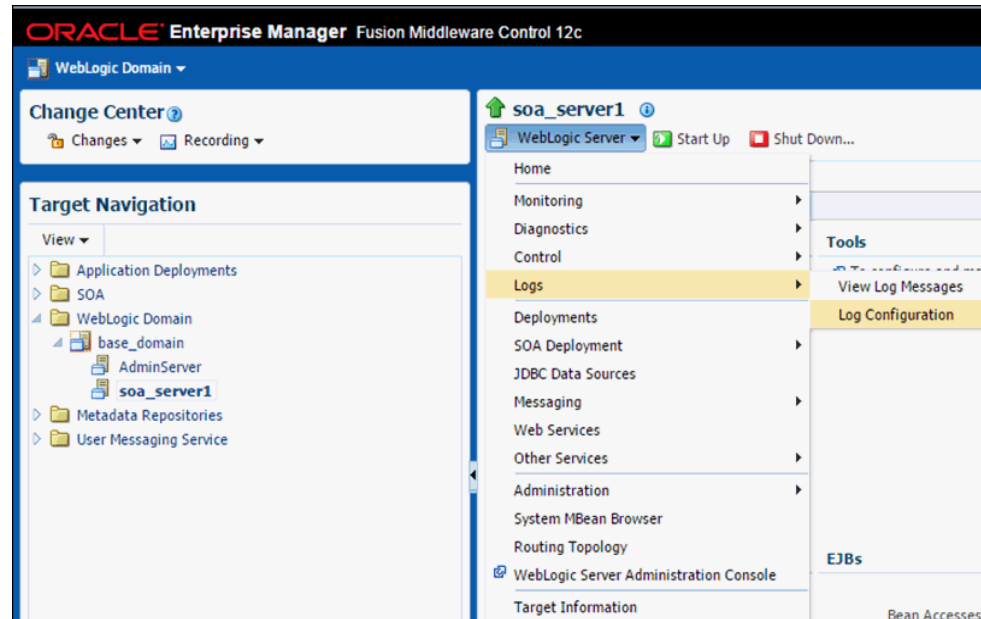 ORACLE Enterprise Manager Fusion Middleware Control 12c
WebLogic Domain
Change Center
Changes Recording
Target Navigation
View
Application Deployments
SOA
WebLogic Domain
base_domain
AdminServer
soa_server1
Metadata Repositories
User Messaging Service
soa_server1
WebLogic Server Start Up Shut Down...
Home
Monitoring
Diagnostics
Control
Logs
Deployments
SOA Deployment
JDBC Data Sources
Messaging
Web Services
Other Services
Administration
System MBean Browser
Routing Topology
WebLogic Server Administration Console
Target Information
Tools
View Log Messages
Log Configuration
EJBs
Bean Accesses